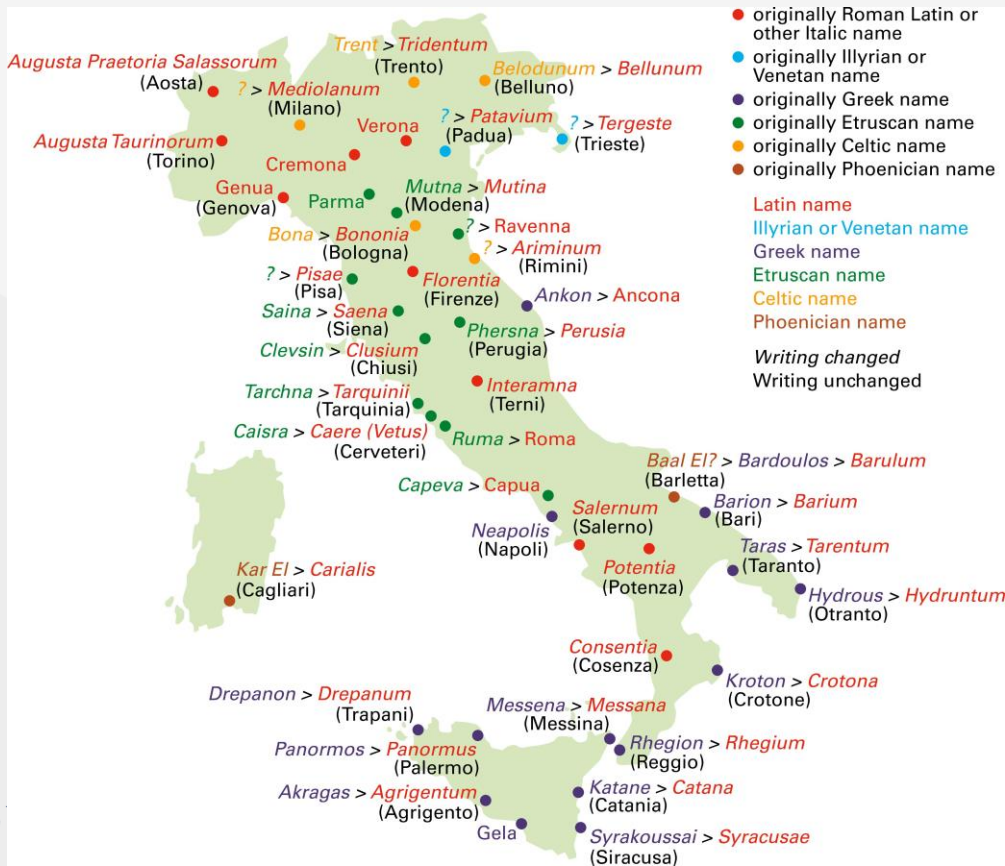 originally Roman Latin or
other Italic name
originally Illyrian or
Venetan name
originally Greek name
originally Etruscan name
originally Celtic name
originally Phoenician name
Latin name
Illyrian or Venetan name
Greek name
Etruscan name
Celtic name
Phoenician name
Writing changed
Writing unchanged
Trent > Tridentum
(Trento)
Augusta Praetoria Salassorum
(Aosta)
Belodunum > Bellunum
(Belluno)
? > Mediolanum
(Milano)
? > Patavium
(Padua)
? > Tergeste
(Trieste)
Verona
Augusta Taurinorum
(Torino)
Cremona
Genua
(Genova)
Parma
Mutna > Mutina
(Modena)
? > Ravenna
Bona > Bononia
(Bologna)
? > Ariminum
(Rimini)
? > Pisae
(Pisa)
Florentia
(Firenze)
Ankon > Ancona
Saina > Saena
(Siena)
Phersna > Perusia
(Perugia)
Clevsin > Clusium
(Chiusi)
Interamna
(Terni)
Tarchna > Tarquinii
(Tarquinia)
Caisra > Caere (Vetus)
(Cerveteri)
Ruma > Roma
Baal El? > Bardoulos > Barulum
(Barletta)
Capeva > Capua
Barion > Barium
(Bari)
Salernum
(Salerno)
Neapolis
(Napoli)
Taras > Tarentum
(Taranto)
Potentia
(Potenza)
Kar El > Carialis
(Cagliari)
Hydrous > Hydruntum
(Otranto)
Consentia
(Cosenza)
Kroton > Crotona
(Crotone)
Drepanon > Drepanum
(Trapani)
Messena > Messana
(Messina)
Panormos > Panormus
(Palermo)
Rhegion > Rhegium
(Reggio)
Akragas > Agrigentum
(Agrigento)
Katane > Catana
(Catania)
Gela
Syrakoussai > Syracusae
(Siracusa)